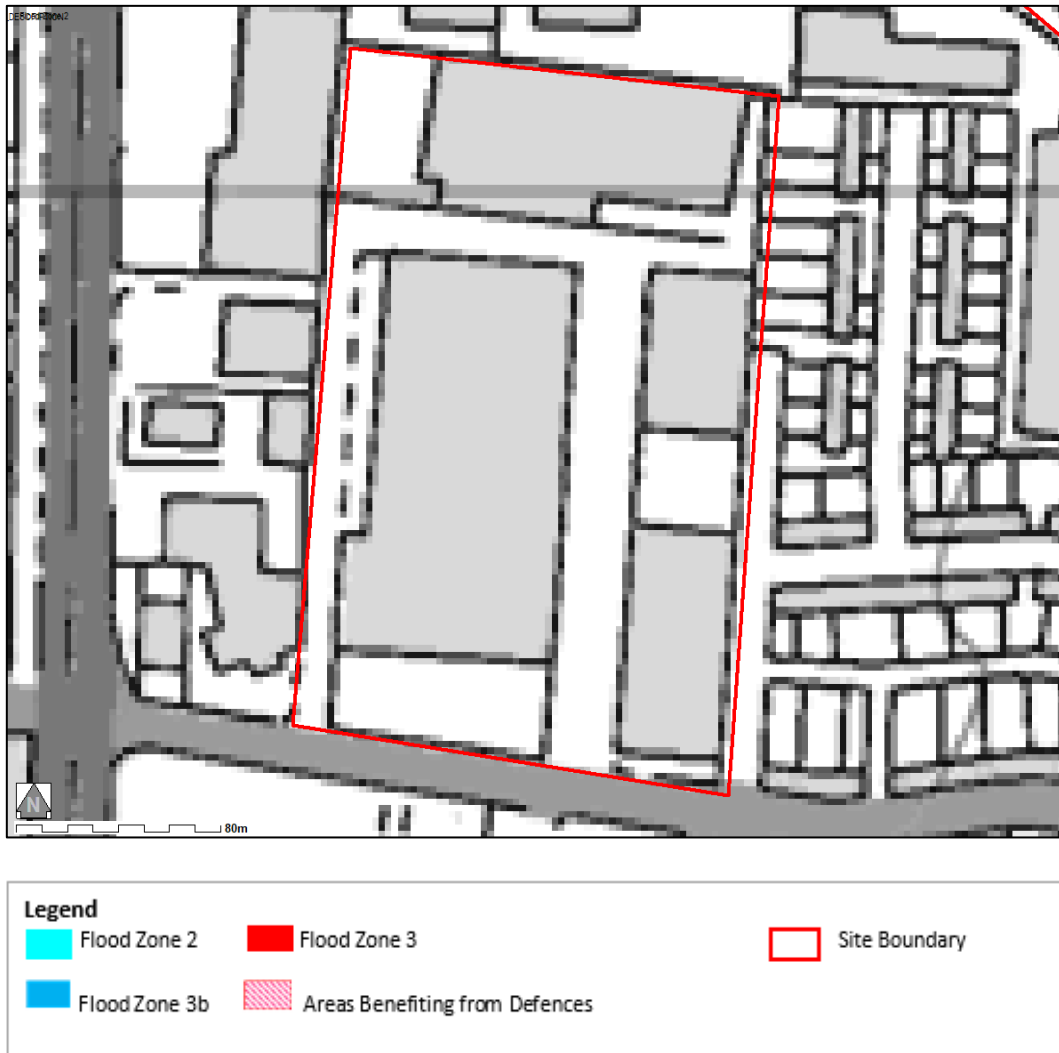 N
80m
Legend
Flood Zone 2
Flood Zone 3
Site Boundary
Flood Zone 3b
Areas Benefiting from Defences